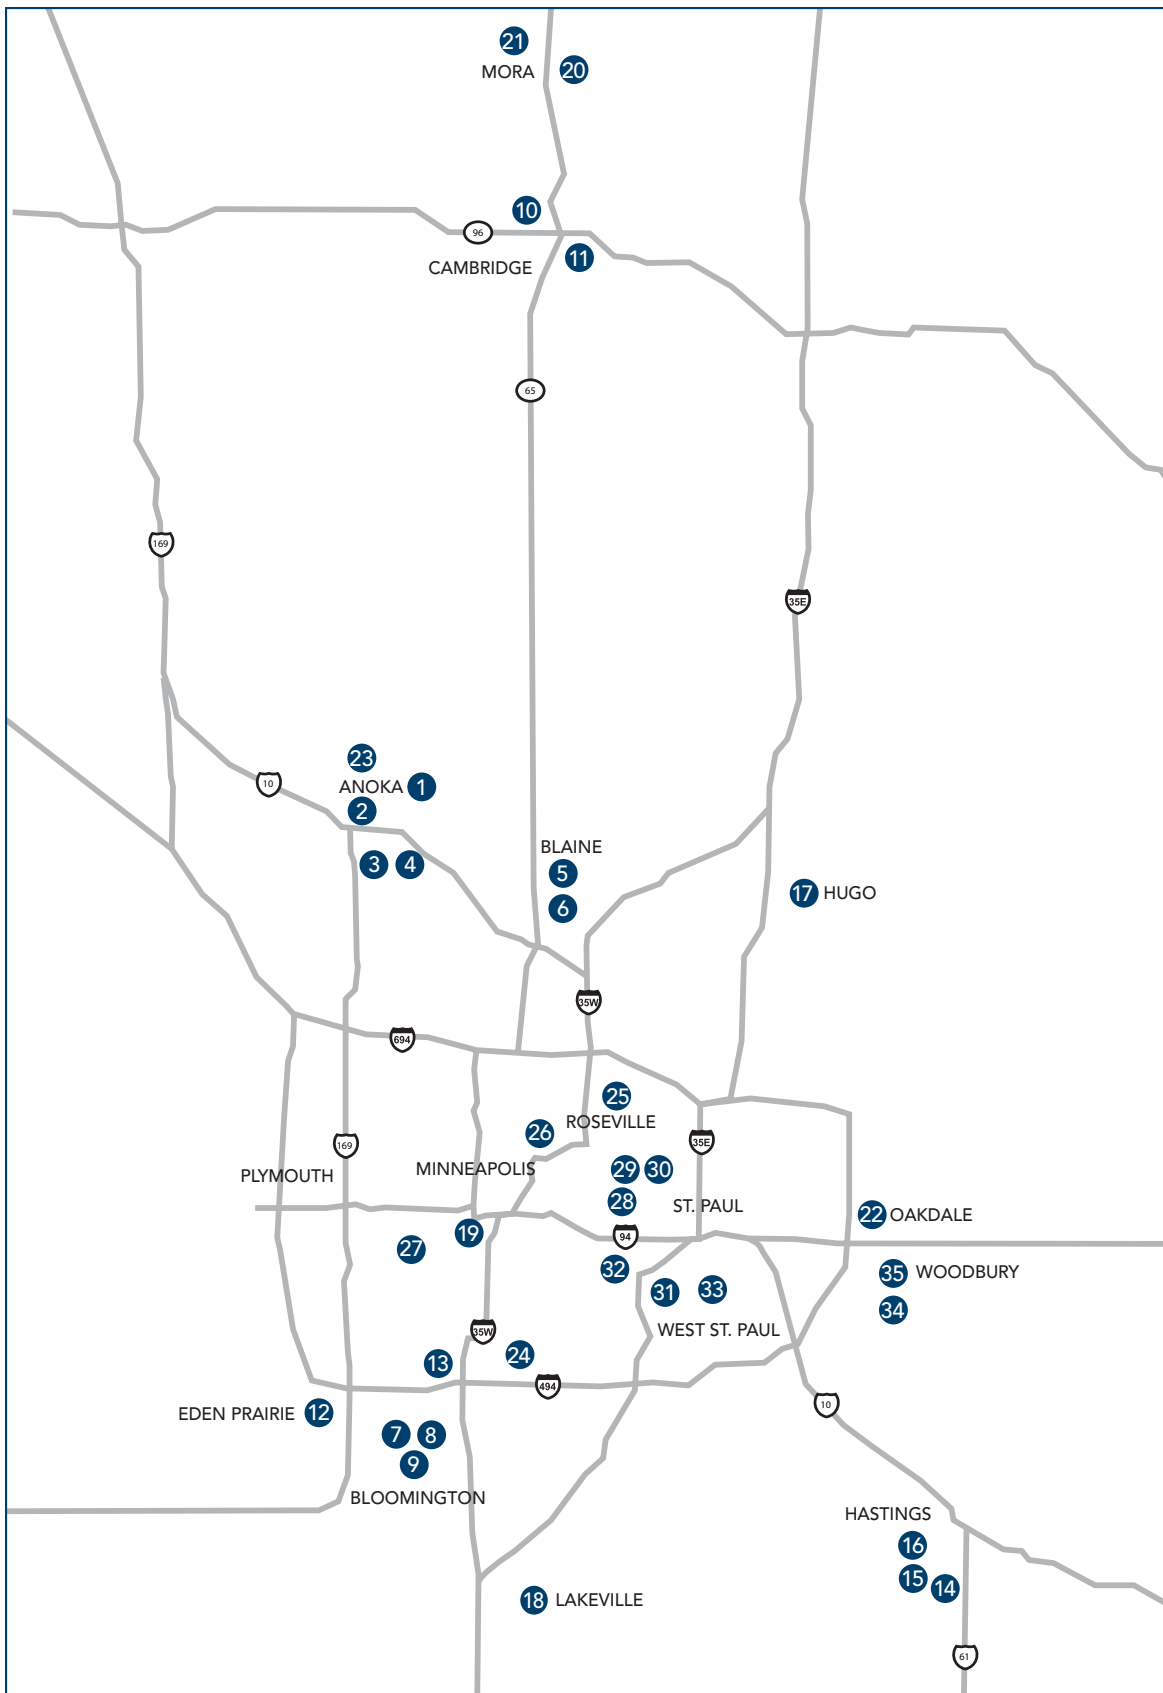 21
MORA
20
10
96
11
CAMBRIDGE
65
169
35E
23
10
ANOKA
1
2
BLAINE
3
4
5
6
17 HUGO
35W
694
25
ROSEVILLE
26
35E
169
MINNEAPOLIS
PLYMOUTH
29
30
28
ST. PAUL
22 OAKDALE
19
94
27
32
35 WOODBURY
31
33
34
WEST ST. PAUL
35W
24
13
494
10
EDEN PRAIRIE 12
7
8
9
BLOOMINGTON
HASTINGS
16
15
14
18 LAKEVILLE
61